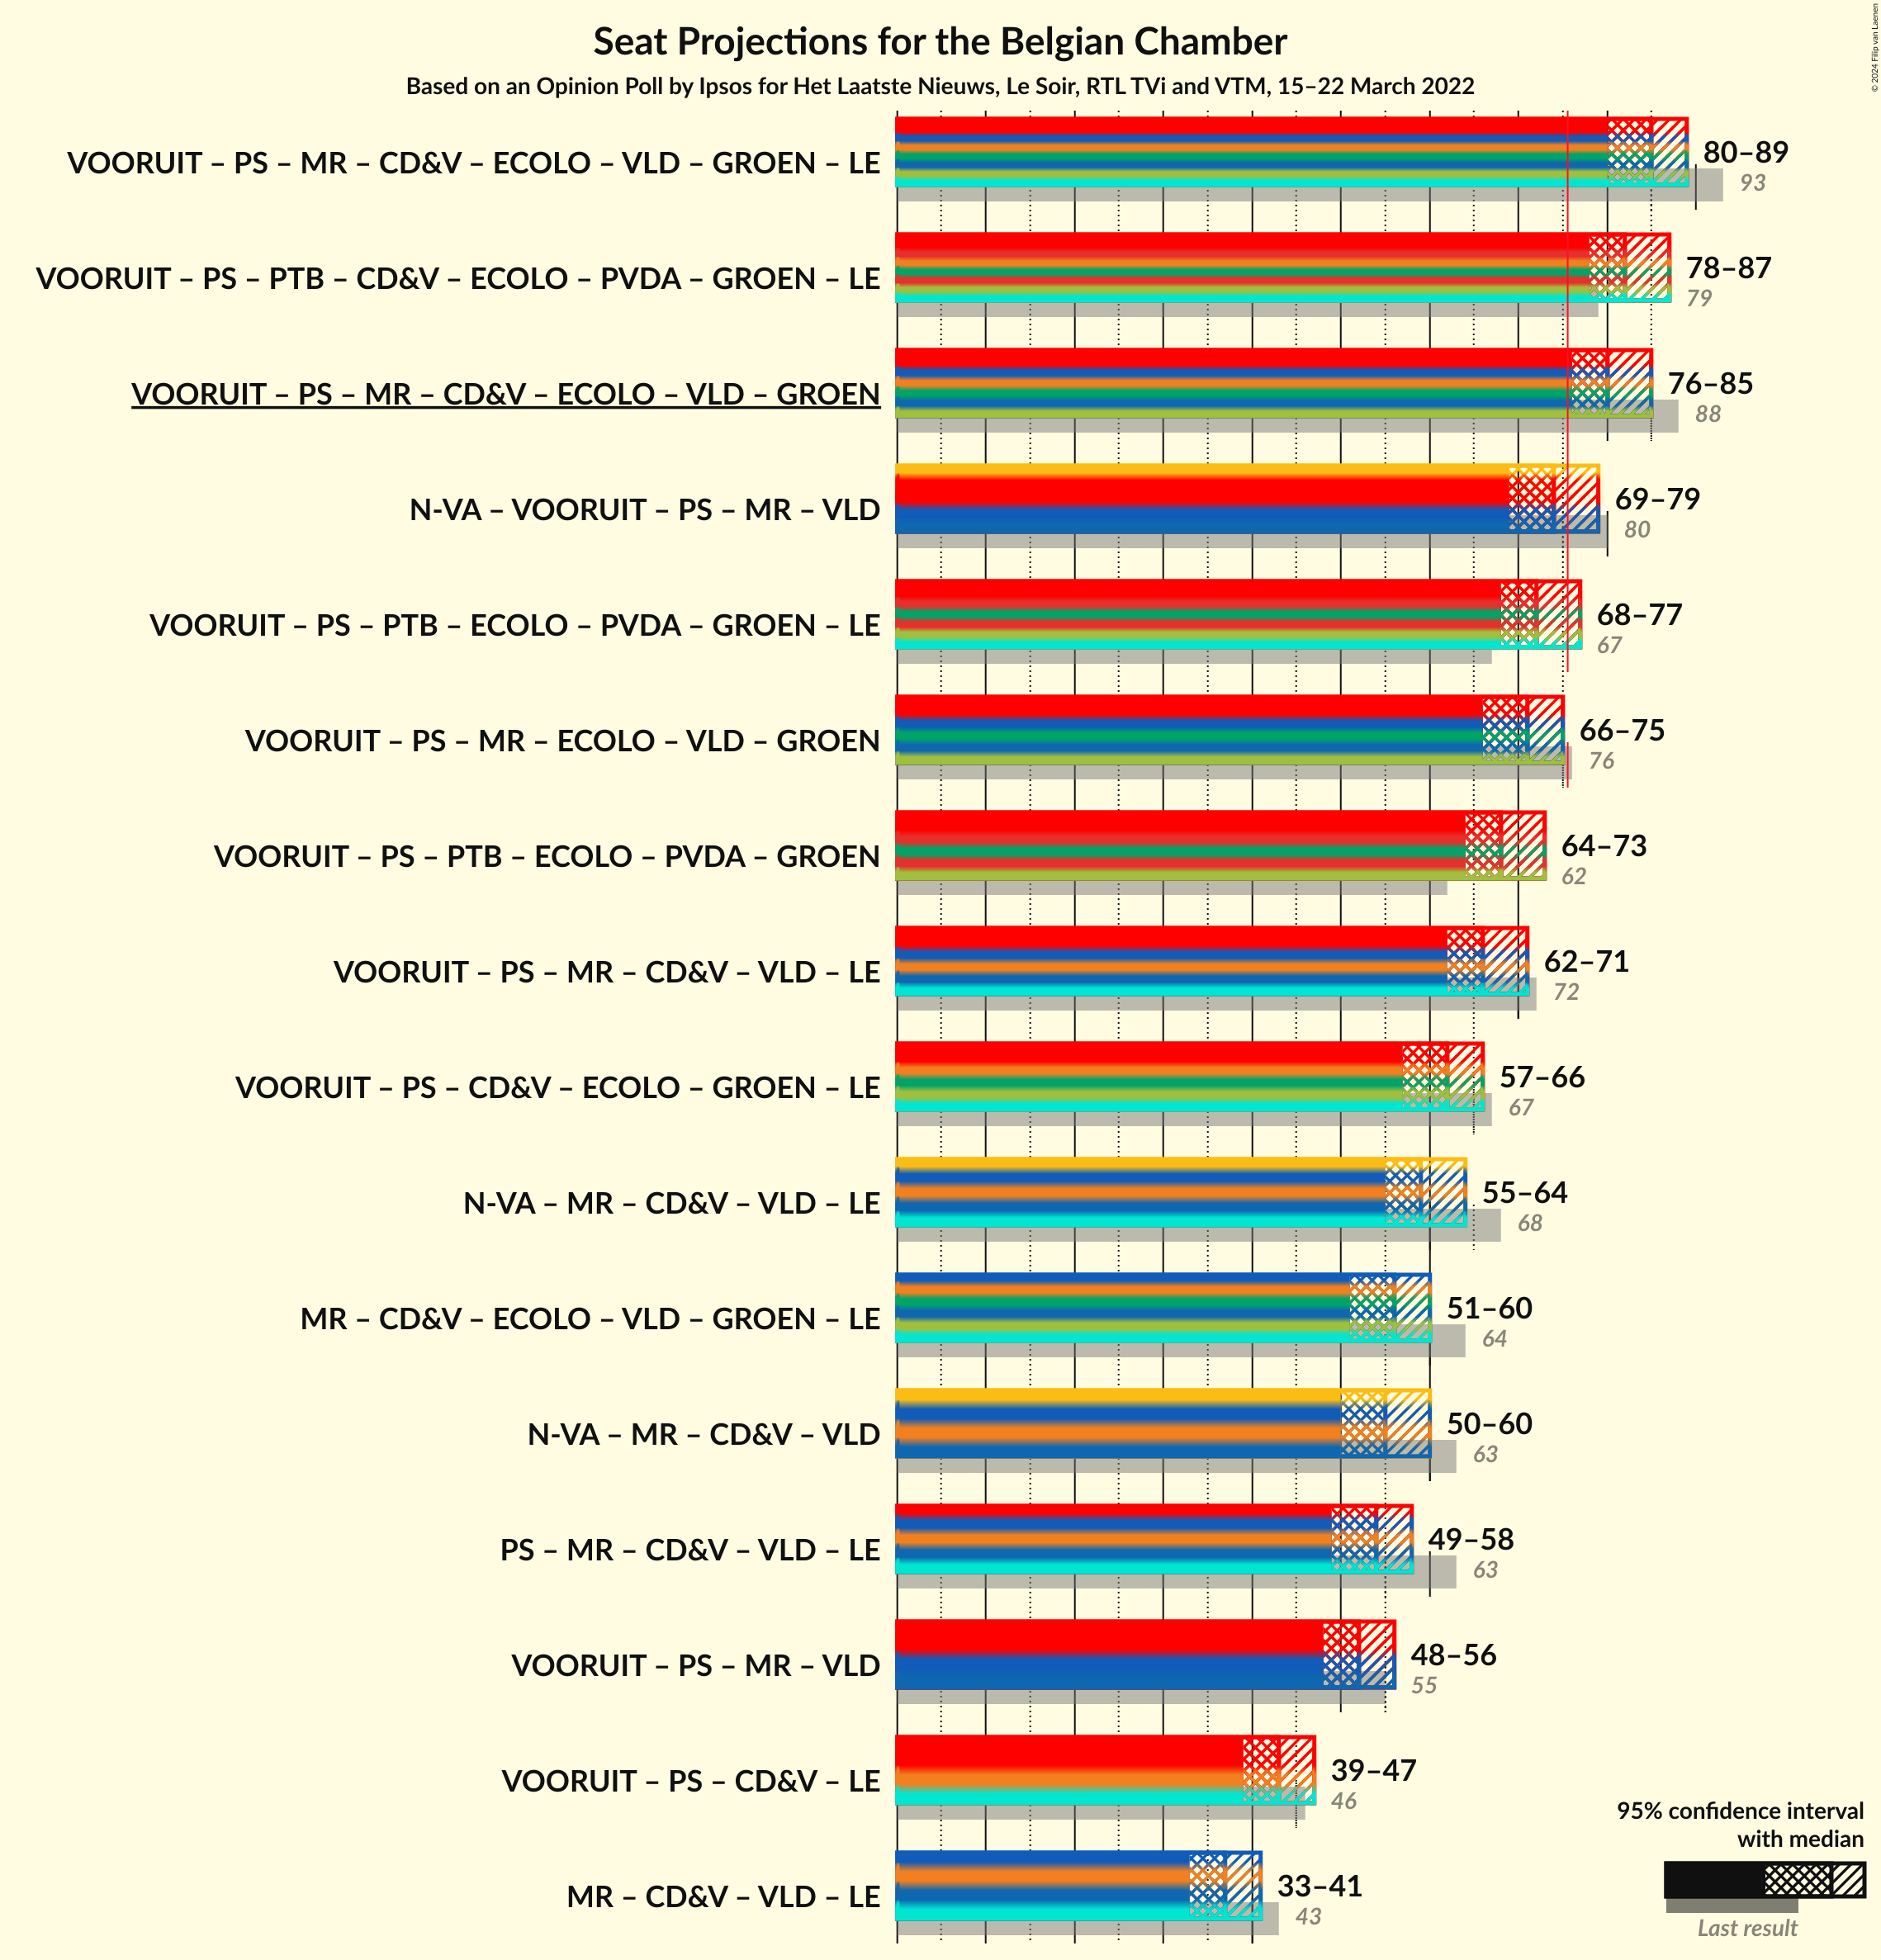 Seat Projections for the Belgian Chamber
Based on an Opinion Poll by Ipsos for Het Laatste Nieuws, Le Soir, RTL TVi and VTM, 15–22 March 2022
© 2024 Filip van Laenen
VOORUIT – PS – MR – CD&V – ECOLO – VLD – GROEN – LE
80–89
93
VOORUIT – PS – PTB – CD&V – ECOLO – PVDA – GROEN – LE
78–87
79
VOORUIT – PS – MR – CD&V – ECOLO – VLD – GROEN
76–85
88
N-VA – VOORUIT – PS – MR – VLD
69–79
80
VOORUIT – PS – PTB – ECOLO – PVDA – GROEN – LE
68–77
67
VOORUIT – PS – MR – ECOLO – VLD – GROEN
66–75
76
VOORUIT – PS – PTB – ECOLO – PVDA – GROEN
64–73
62
VOORUIT – PS – MR – CD&V – VLD – LE
62–71
72
VOORUIT – PS – CD&V – ECOLO – GROEN – LE
57–66
67
N-VA – MR – CD&V – VLD – LE
55–64
68
MR – CD&V – ECOLO – VLD – GROEN – LE
51–60
64
N-VA – MR – CD&V – VLD
50–60
63
PS – MR – CD&V – VLD – LE
49–58
63
VOORUIT – PS – MR – VLD
48–56
55
VOORUIT – PS – CD&V – LE
39–47
46
MR – CD&V – VLD – LE
33–41
43
95% confidence interval
with median
Last result